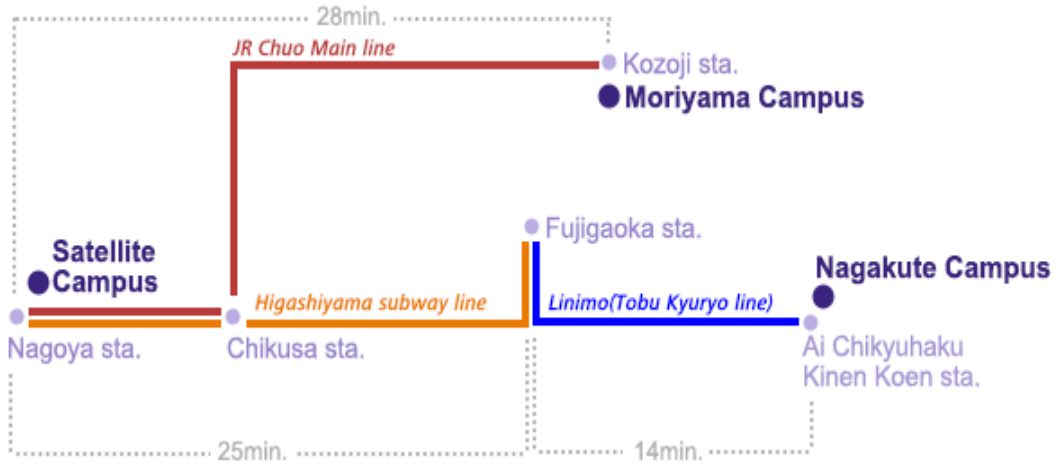 28min.
JR Chuo Main line
Kozoji sta.
Moriyama Campus
Fujigaoka sta.
Satellite
Campus
Nagakute Campus
Higashiyama subway line
Linimo(Tobu Kyuryo line)
Nagoya sta.
Chikusa sta.
Ai Chikyuhaku
Kinen Koen sta.
25min.
14min.